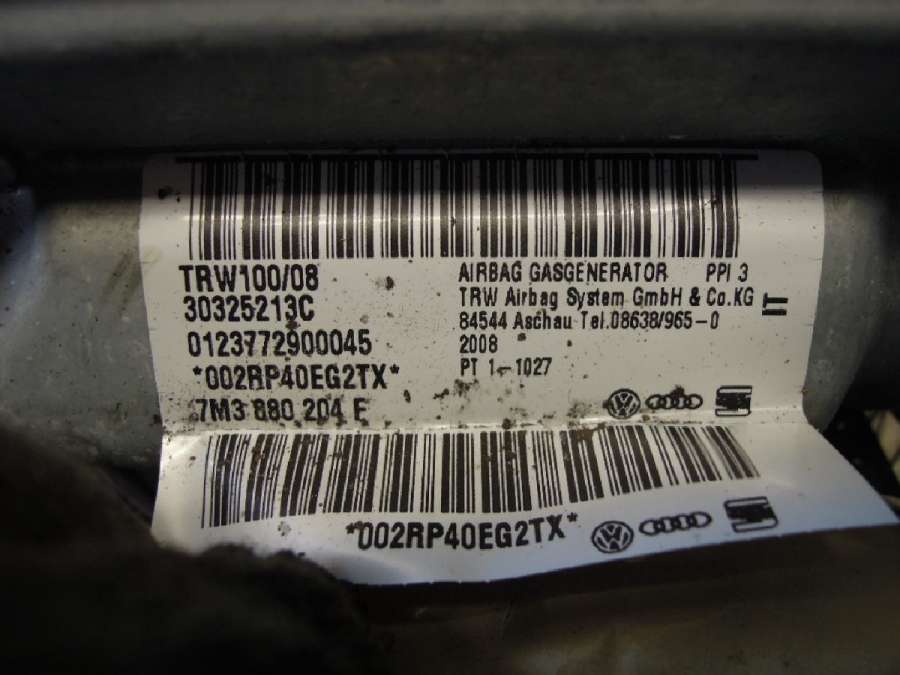 TRW100/08
30325213C
0123772900045
*002RP40EG2TX*
7M3 880 204 E
AIRBAG GASGENERATOR PPI 3
TRW Airbag System GmbH & Co.KG
84544 Aschau Tel.08638/965-0
2008
PT 1-1027
IT
*002RP40EG2TX*